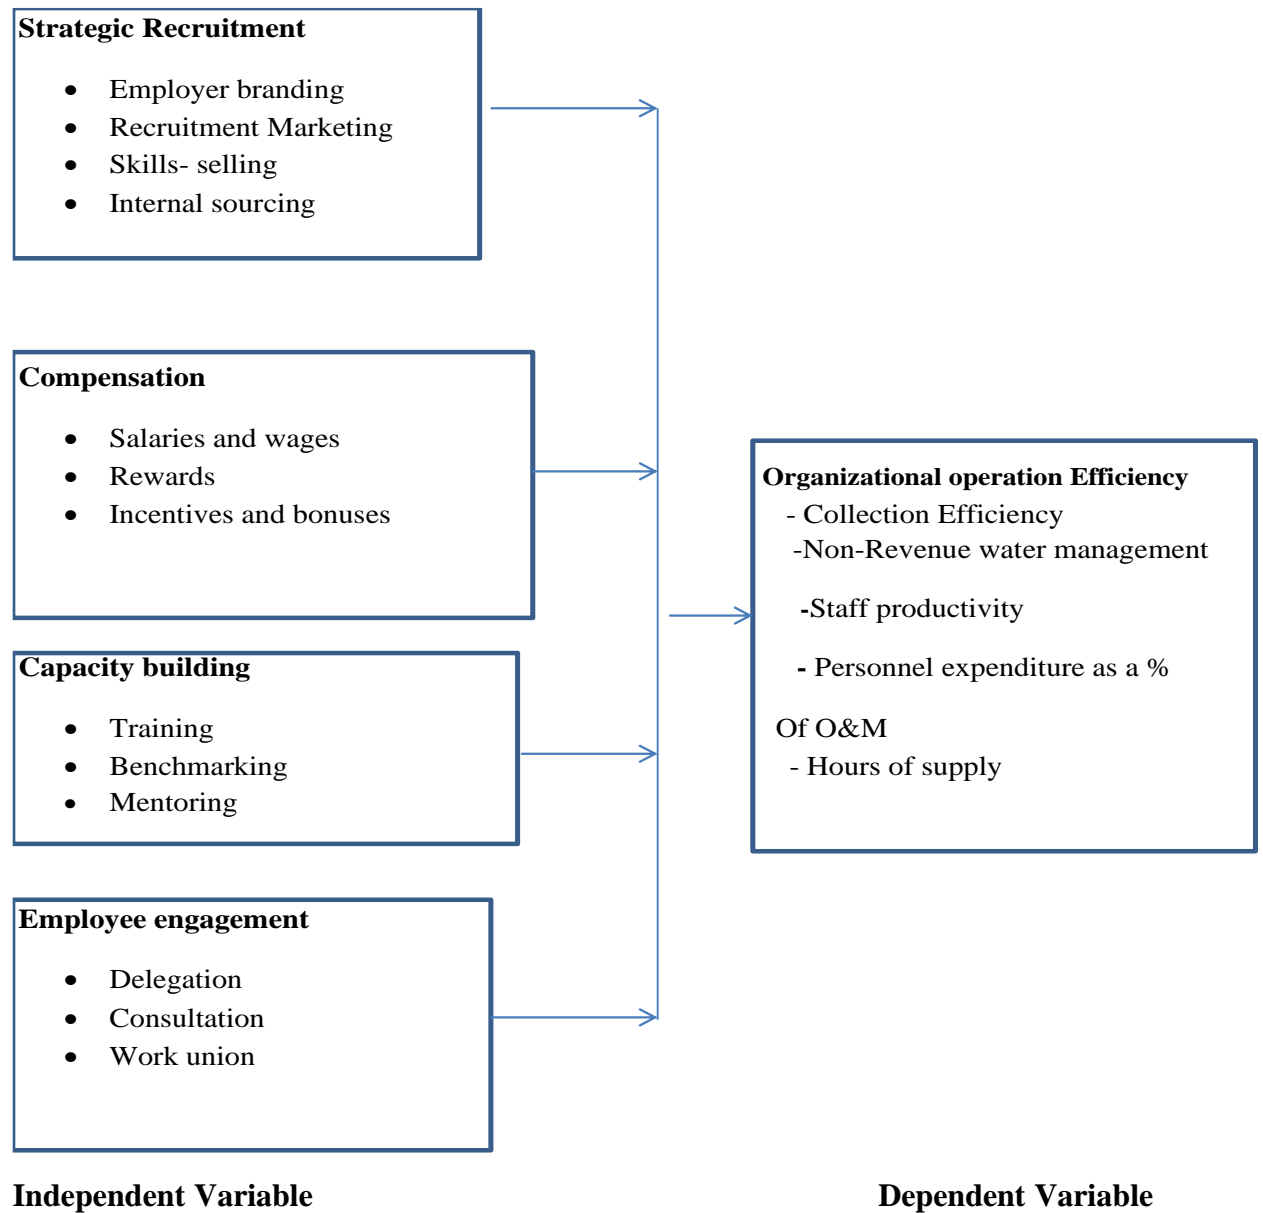 Strategic Recruitment
• Employer branding
• Recruitment Marketing
• Skills- selling
• Internal sourcing
Compensation
• Salaries and wages
• Rewards
• Incentives and bonuses
Capacity building
• Training
• Benchmarking
• Mentoring
Employee engagement
• Delegation
• Consultation
• Work union
Organizational operation Efficiency
- Collection Efficiency
-Non-Revenue water management
-Staff productivity
- Personnel expenditure as a %
Of O&M
- Hours of supply
Independent Variable
Dependent Variable